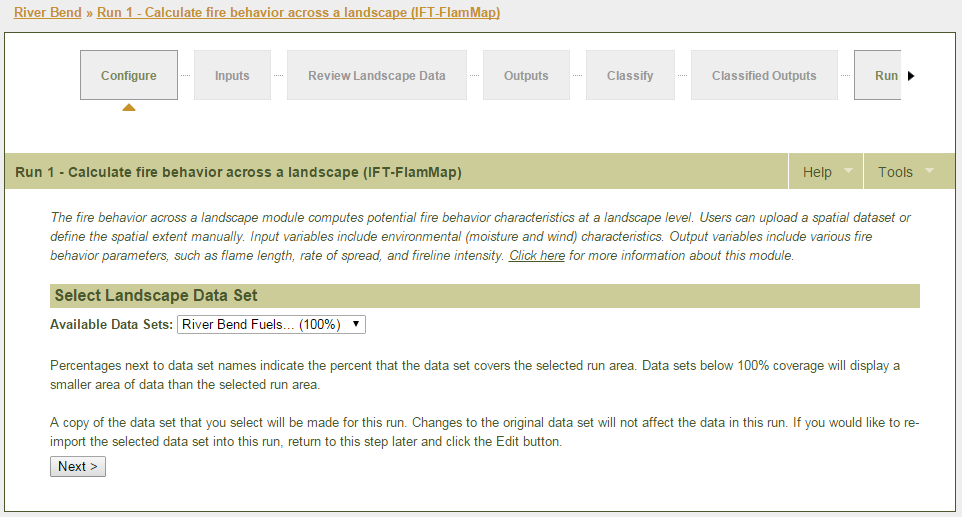 River Bend » Run 1 - Calculate fire behavior across a landscape (IFT-FlamMap)
Configure Inputs Review Landscape Data Outputs Classify Classified Outputs Run
Run 1 - Calculate fire behavior across a landscape (IFT-FlamMap) Help Tools
The fire behavior across a landscape module computes potential fire behavior characteristics at a landscape level. Users can upload a spatial dataset or
define the spatial extent manually. Input variables include environmental (moisture and wind) characteristics. Output variables include various fire
behavior parameters, such as flame length, rate of spread, and fireline intensity. Click here for more information about this module.
Select Landscape Data Set
Available Data Sets: River Bend Fuels... (100%)
Percentages next to data set names indicate the percent that the data set covers the selected run area. Data sets below 100% coverage will display a
smaller area of data than the selected run area.
A copy of the data set that you select will be made for this run. Changes to the original data set will not affect the data in this run. If you would like to re-
import the selected data set into this run, return to this step later and click the Edit button.
Next >